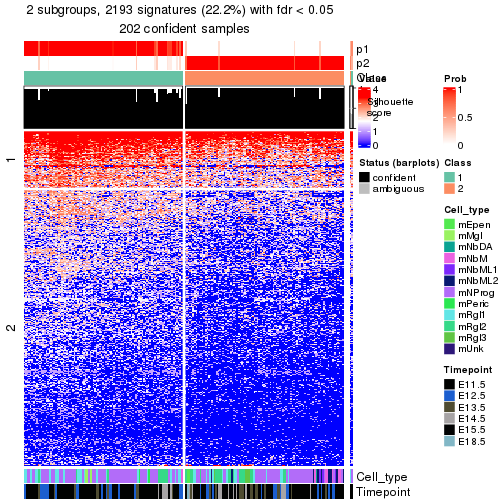 2 subgroups, 2193 signatures (22.2%) with fdr < 0.05
202 confident samples
p1
p2
Class
Silhouette
score
1
2
Cell_type
Timepoint
Value
4
2
0
Prob
1
0.5
0
Status (barplots)
confident
ambiguous
Class
1
2
Cell_type
mEpen
mMgl
mNbDA
mNbM
mNbML1
mNbML2
mNProg
mPeric
mRgl1
mRgl2
mRgl3
mUnk
Timepoint
E11.5
E12.5
E13.5
E14.5
E15.5
E18.5